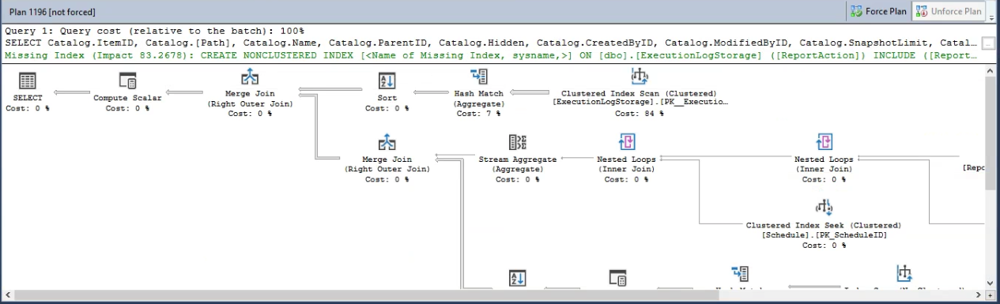 Plan 1196 [not forced]
Force Plan
Unforce Plan
Query 1: Query cost (relative to the batch): 100%
SELECT Catalog.ItemID, Catalog.[Path], Catalog.Name, Catalog.ParentID, Catalog.Hidden, Catalog.CreatedByID, Catalog.ModifiedByID, Catalog.SnapshotLimit, Catal…
Missing Index (Impact 83.2678): CREATE NONCLUSTERED INDEX [<Name of Missing Index, sysname,>] ON [dbo].[ExecutionLogStorage] ([ReportAction]) INCLUDE ([Report…
SELECT
Cost: 0 %
Compute Scalar
Cost: 0 %
Merge Join
(Right Outer Join)
Cost: 0 %
Sort
Cost: 0 %
Hash Match
(Aggregate)
Cost: 7 %
Clustered Index Scan (Clustered)
[ExecutionLogStorage].[PK__Executio…
Cost: 84 %
Merge Join
(Right Outer Join)
Cost: 0 %
Stream Aggregate
(Aggregate)
Cost: 0 %
Nested Loops
(Inner Join)
Cost: 0 %
Nested Loops
(Inner Join)
Cost: 0 %
[Repo
Clustered Index Seek (Clustered)
[Schedule].[PK_ScheduleID]
Cost: 0 %